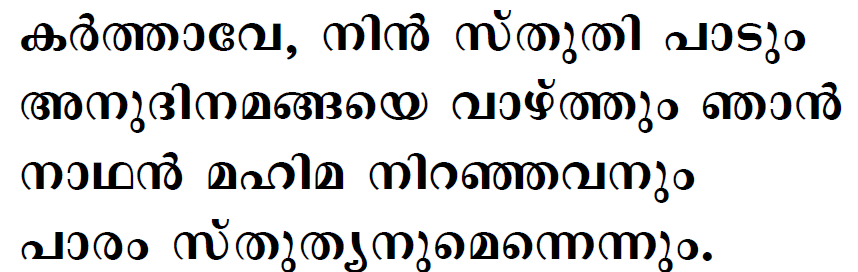 കർത്താവേ, നിൻ സ്തുതി പാടും
അനുദിനമങ്ങയെ വാഴ്ത്തും ഞാൻ
നാഥൻ മഹിമ നിറഞ്ഞവനും
പാരം സ്തുത്യനുമെന്നെന്നും.